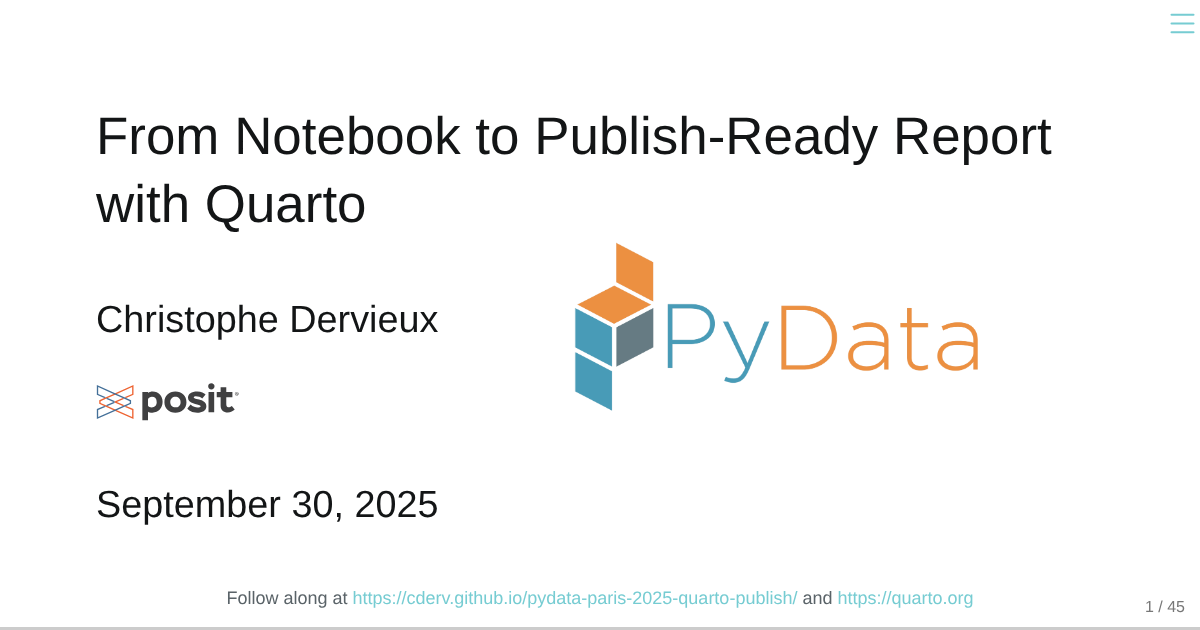 From Notebook to Publish-Ready Report
with Quarto
Christophe Dervieux
posit®
PyData
September 30, 2025
Follow along at https://cderv.github.io/pydata-paris-2025-quarto-publish/ and https://quarto.org
1 / 45